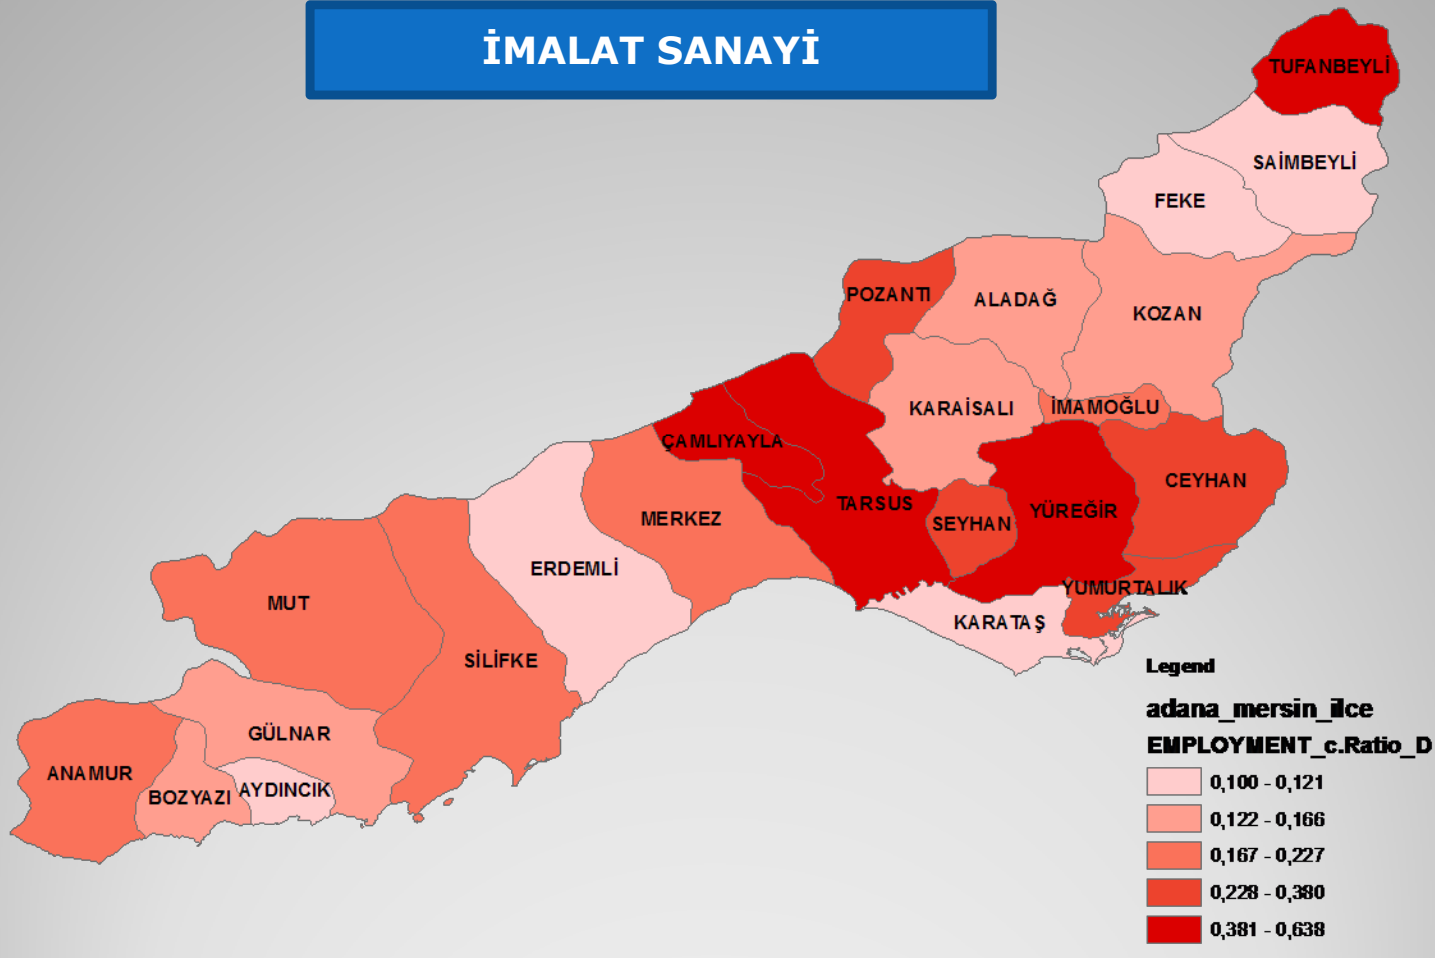 İMALAT SANAYİ
TUFANBEYLİ
SAİMBEYLİ
FEKE
POZANTI
ALADAĞ
KOZAN
KARAİSALI
İMAMOĞLU
ÇAMLIYAYLA
CEYHAN
TARSUS
YÜREĞİR
MERKEZ
SEYHAN
ERDEMLİ
YUMURTALIK
MUT
KARATAŞ
SİLİFKE
GÜLNAR
ANAMUR
BOZYAZI
AYDINCIK
Legend
adana_mersin_ilce
EMPLOYMENT_c.Ratio_D
0,100 - 0,121
0,122 - 0,166
0,167 - 0,227
0,228 - 0,380
0,381 - 0,638